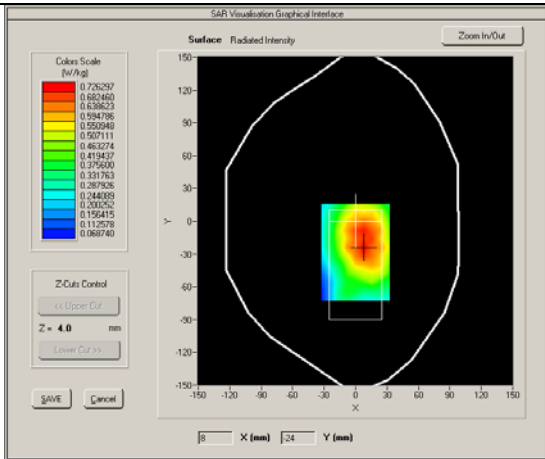 SAR Visualisation Graphical Interface
Surface Radiated Intensity
Zoom In/Out
Colors Scale
(W/kg)
0.726297
0.682460
0.638623
0.594786
0.550948
0.507111
0.463274
0.419437
0.375600
0.331763
0.287926
0.244089
0.200252
0.156415
0.112578
0.068740
Z-Cuts Control
<< Upper Cut
Z = 4.0 mm
Lower Cut >>
SAVE
Cancel
150
120
90
60
30
0
-30
-60
-90
-120
-150
Y
-150 -120 -90 -60 -30 0 30 60 90 120 150
X
8 X (mm) -24 Y (mm)